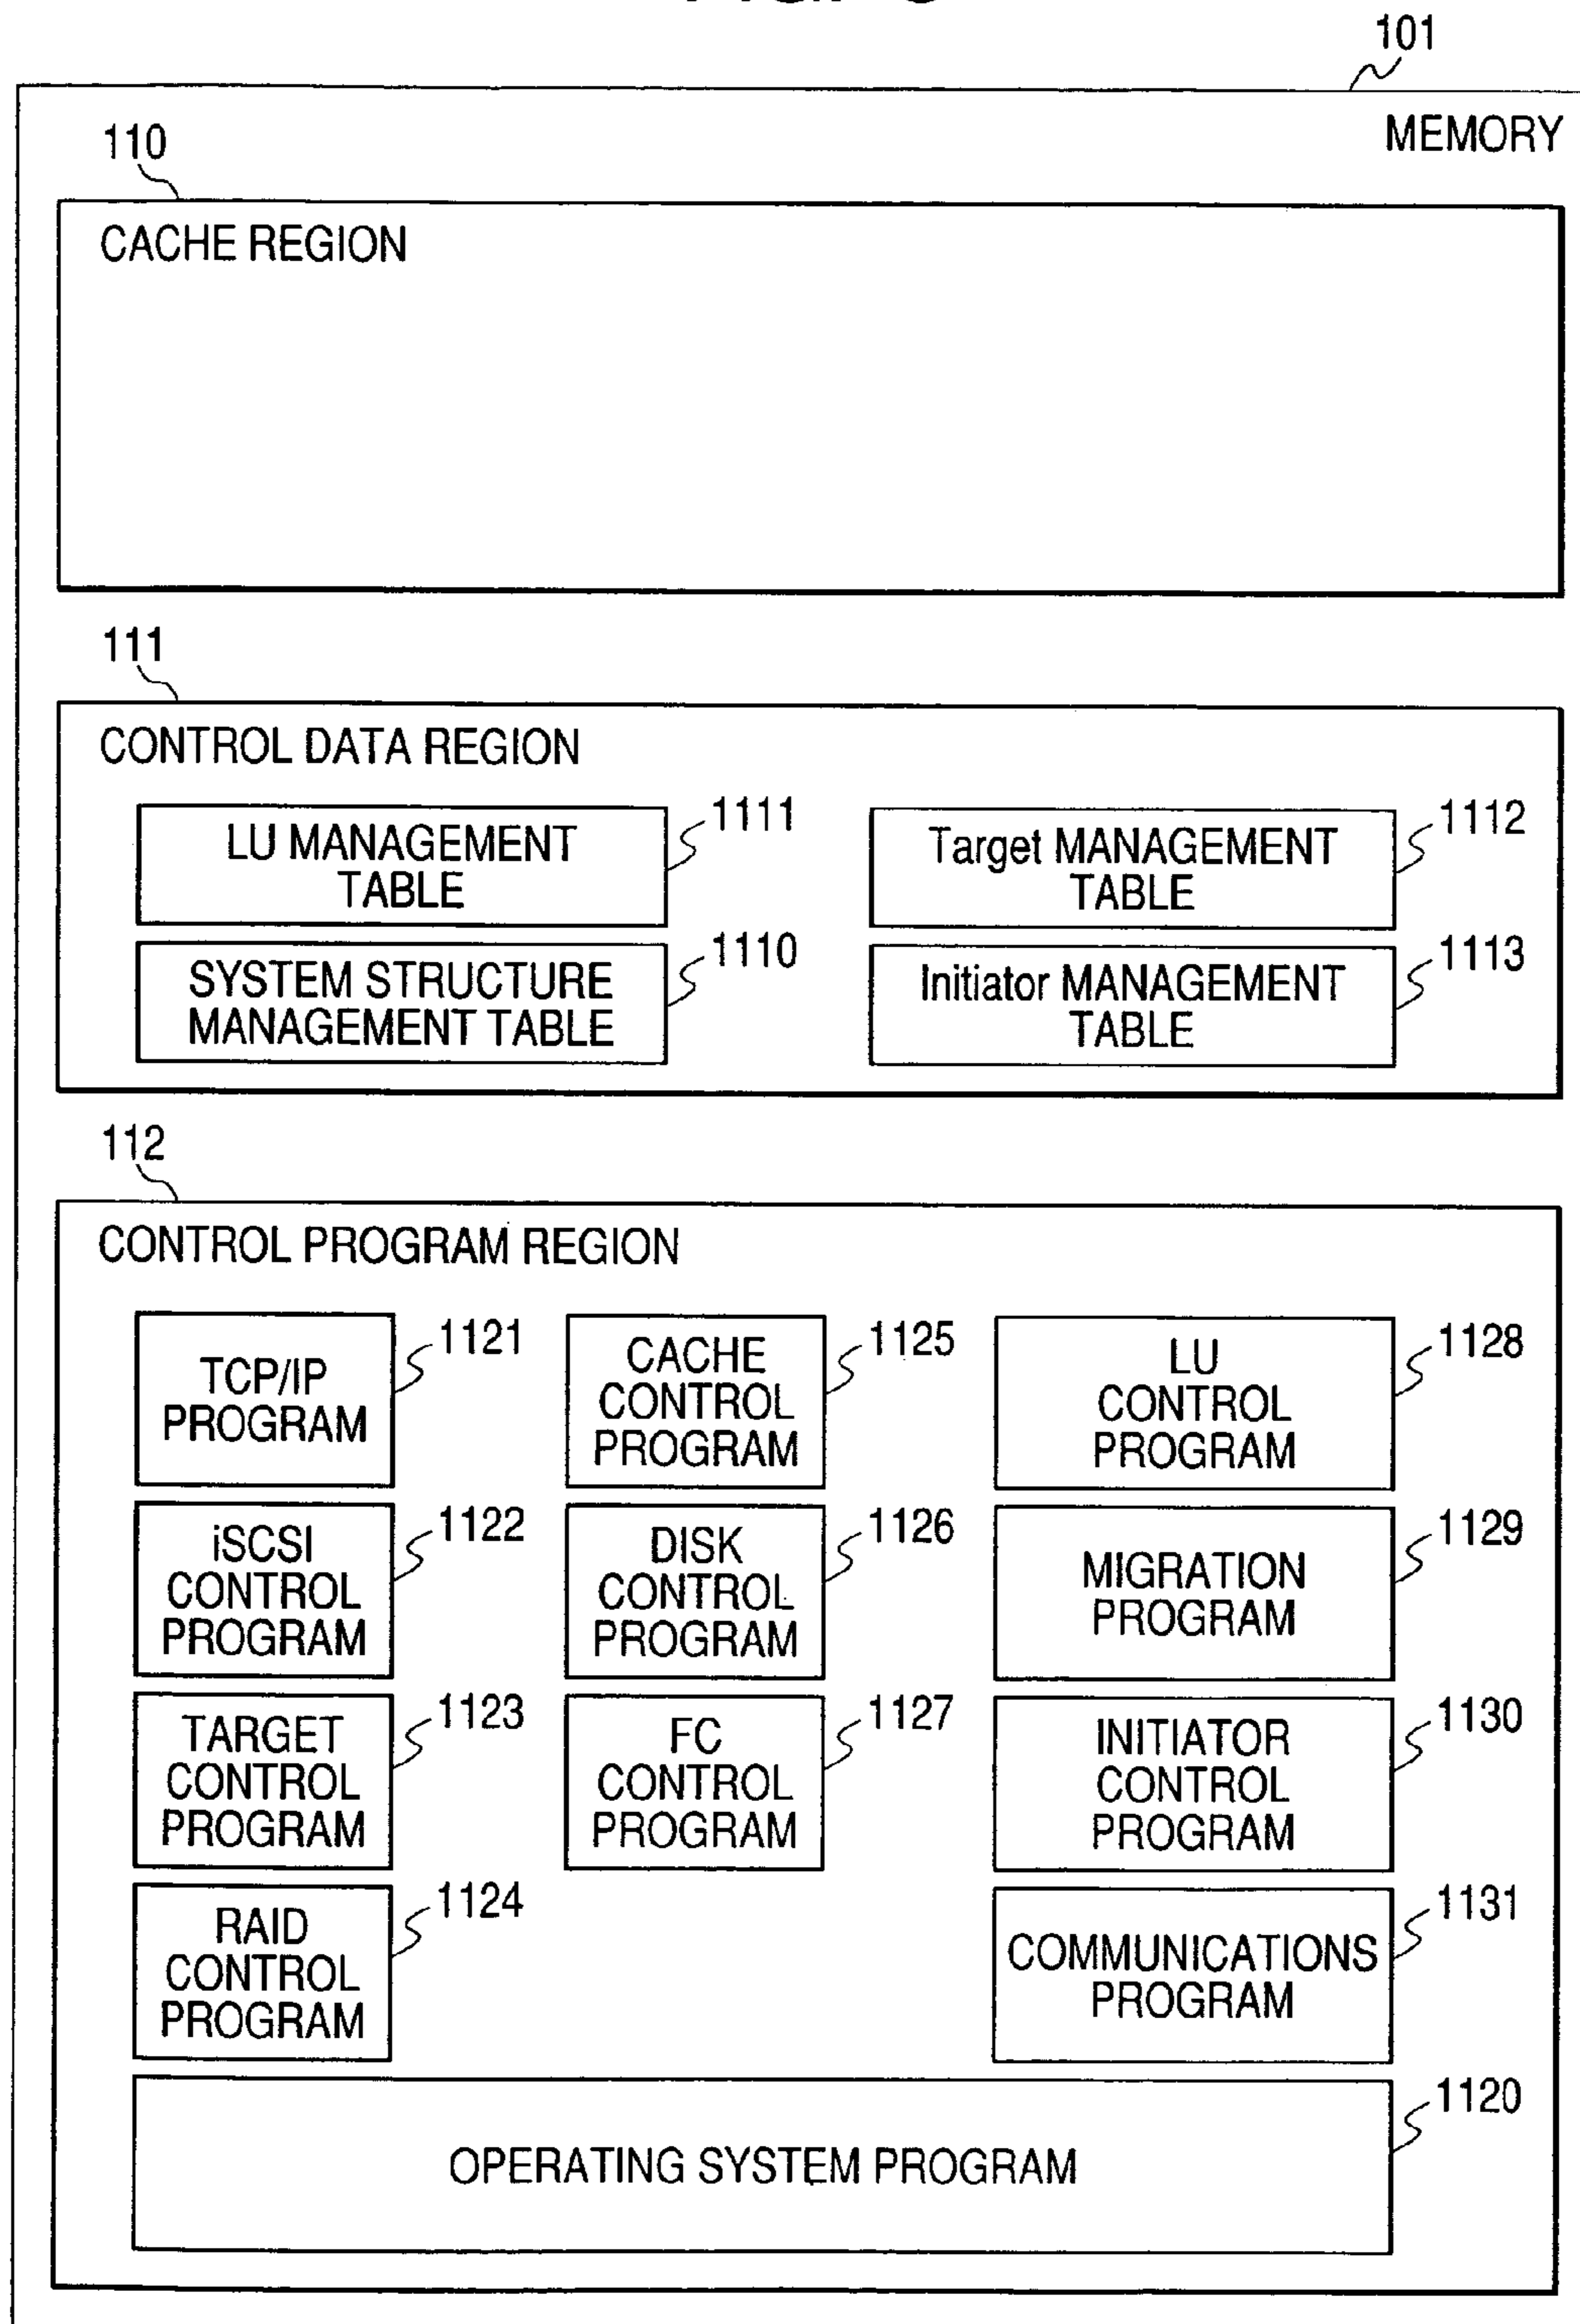 101
MEMORY
110
CACHE REGION
111
CONTROL DATA REGION
LU MANAGEMENT
TABLE
1111
Target MANAGEMENT
TABLE
1112
SYSTEM STRUCTURE
MANAGEMENT TABLE
1110
Initiator MANAGEMENT
TABLE
1113
112
CONTROL PROGRAM REGION
TCP/IP
PROGRAM
1121
CACHE
CONTROL
PROGRAM
1125
LU
CONTROL
PROGRAM
1128
iSCSI
CONTROL
PROGRAM
1122
DISK
CONTROL
PROGRAM
1126
MIGRATION
PROGRAM
1129
TARGET
CONTROL
PROGRAM
1123
FC
CONTROL
PROGRAM
1127
INITIATOR
CONTROL
PROGRAM
1130
RAID
CONTROL
PROGRAM
1124
COMMUNICATIONS
PROGRAM
1131
OPERATING SYSTEM PROGRAM
1120